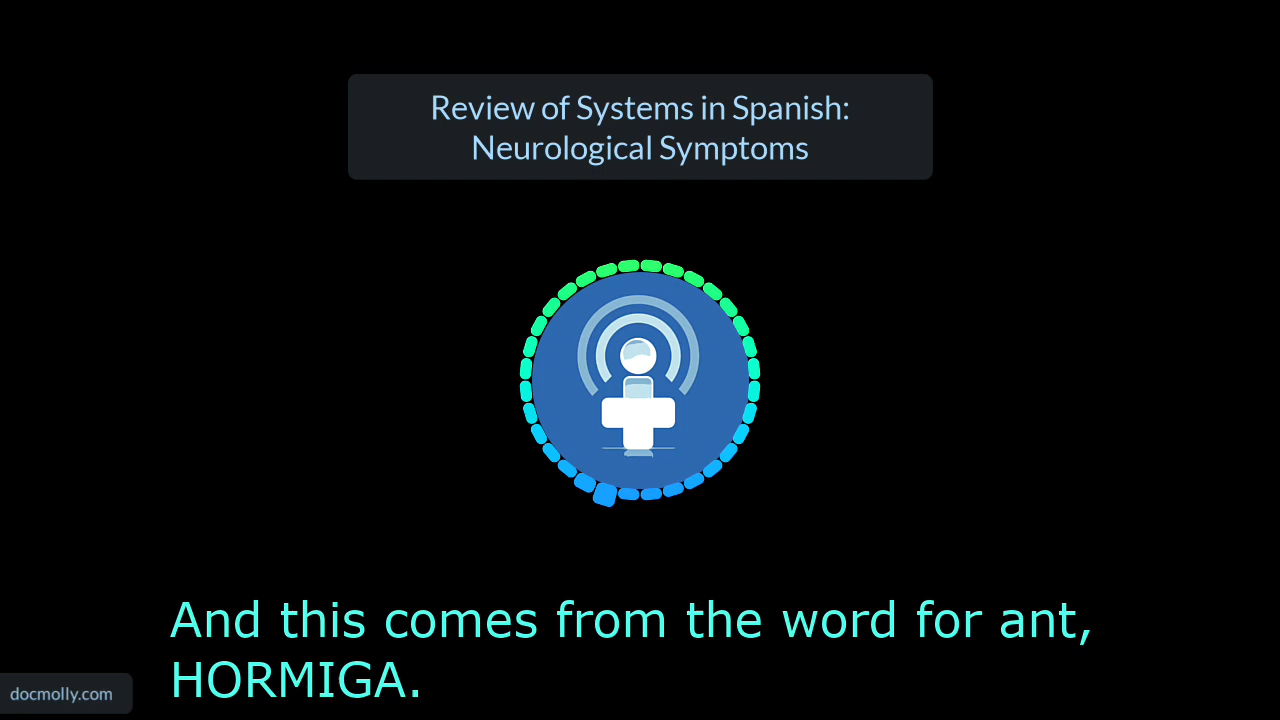 Review of Systems in Spanish:
Neurological Symptoms
And this comes from the word for ant,
HORMIGA.
docmolly.com